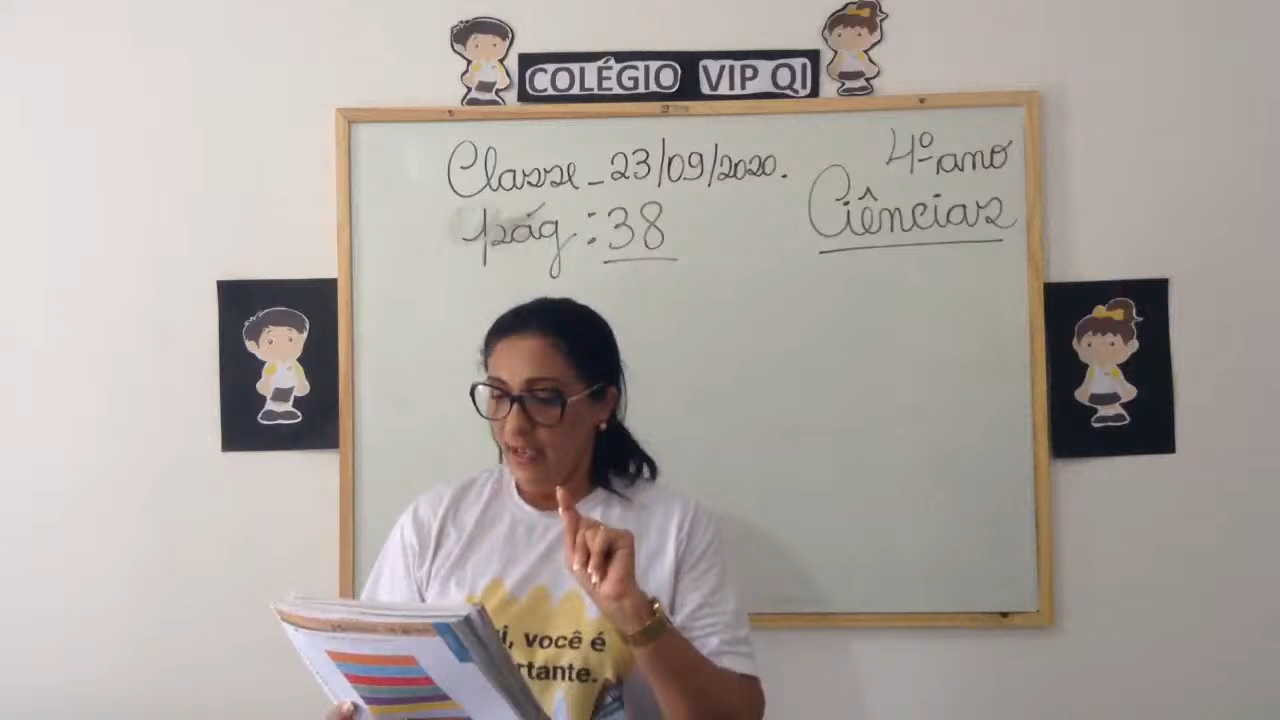 COLÉGIO VIP QI
Classe - 23/09/2020.
4º ano
pág: 38
Ciências
você é
rtante.